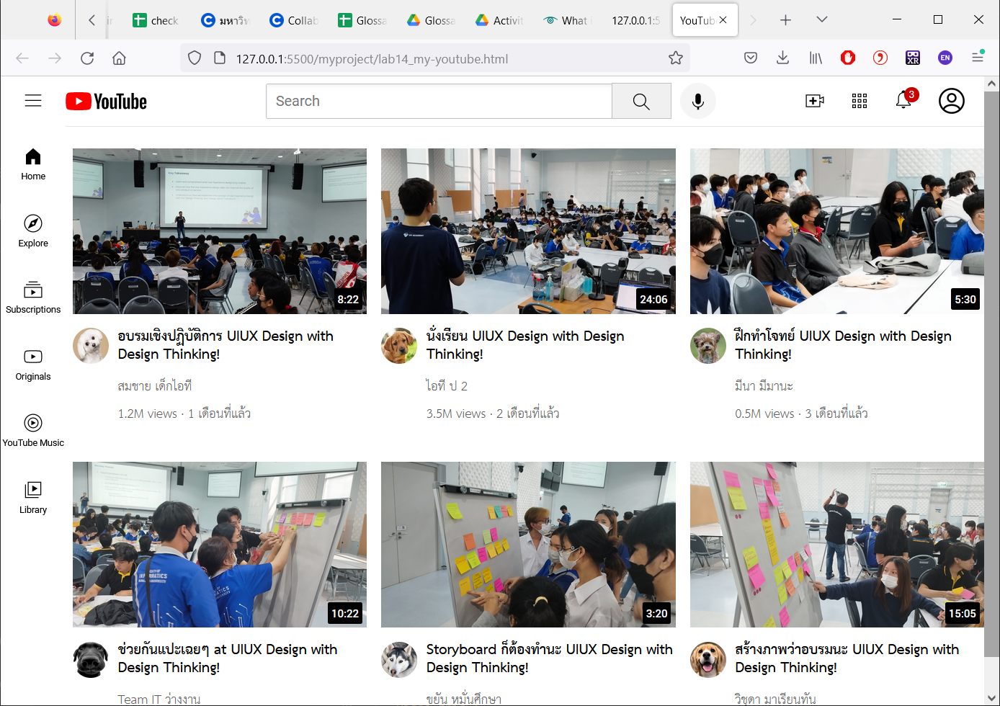 check
มหาวิ
Collab
Glossa
Glossa
Activit
What i
127.0.0.1:5
YouTub
127.0.0.1:5500/myproject/lab14_my-youtube.html
XR
EN
YouTube
Search
3
Home
Explore
Subscriptions
Originals
YouTube Music
Library
Key Takeaway
8:22
24:06
5:30
อบรมเชิงปฏิบัติการ UIUX Design with
Design Thinking!
สมชาย เด็กไอที
1.2M views · 1 เดือนที่แล้ว
นั่งเรียน UIUX Design with Design
Thinking!
ไอที ป 2
3.5M views · 2 เดือนที่แล้ว
ฝึกทำโจทย์ UIUX Design with Design
Thinking!
มีนา มีมานะ
0.5M views · 3 เดือนที่แล้ว
10:22
3:20
15:05
ช่วยกันแปะเฉยๆ at UIUX Design with
Design Thinking!
Team IT ว่างงาน
Storyboard ก็ต้องทำนะ UIUX Design with
Design Thinking!
ขยัน หมั่นศึกษา
สร้างภาพว่าอบรมนะ UIUX Design with
Design Thinking!
วิชุดา มาเรียนทัน